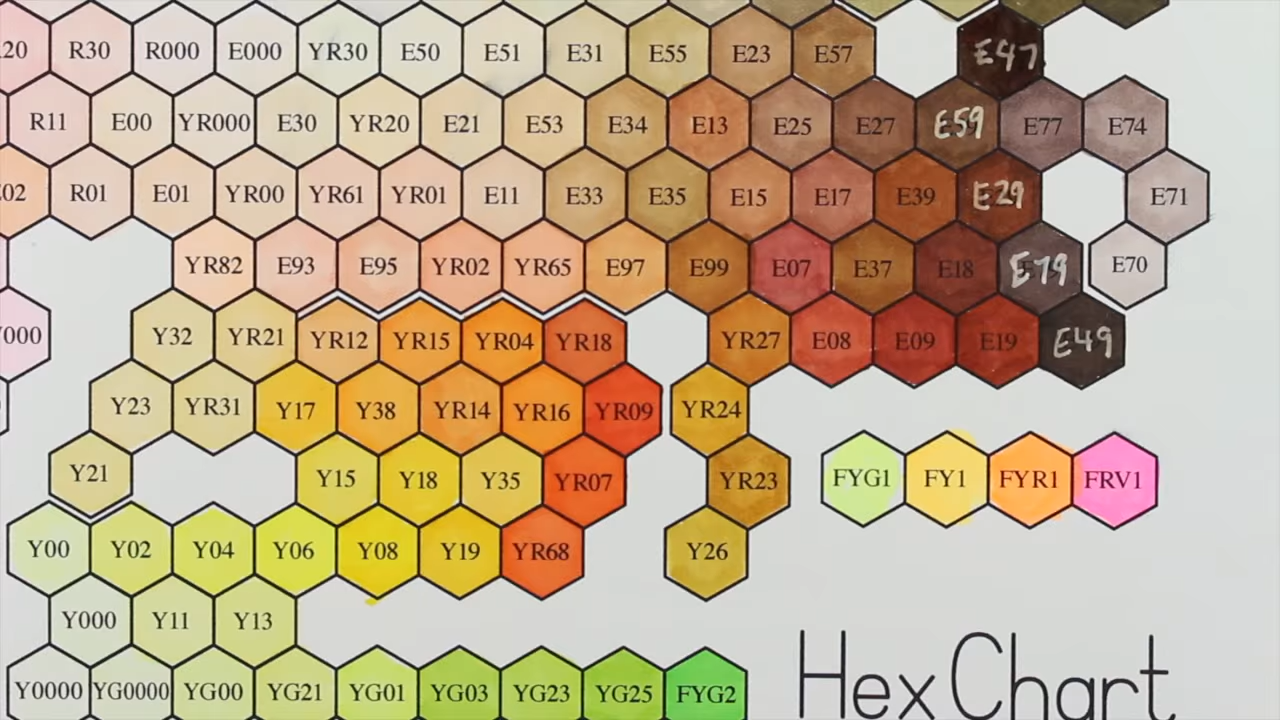 R30 R000 E000 YR30 E50 E51 E31 E55 E23 E57 E47
R11 E00 YR000 E30 YR20 E21 E53 E34 E13 E25 E27 E59 E77 E74
R01 E01 YR00 YR61 YR01 E11 E33 E35 E15 E17 E39 E29 E71
YR82 E93 E95 YR02 YR65 E97 E99 E07 E37 E18 E79 E70
Y32 YR21 YR12 YR15 YR04 YR18 YR27 E08 E09 E19 E49
Y23 YR31 Y17 Y38 YR14 YR16 YR09 YR24
Y21 Y15 Y18 Y35 YR07 YR23 FYG1 FY1 FYR1 FRV1
Y00 Y02 Y04 Y06 Y08 Y19 YR68 Y26
Y000 Y11 Y13
Y0000 YG0000 YG00 YG21 YG01 YG03 YG23 YG25 FYG2
Hex Chart